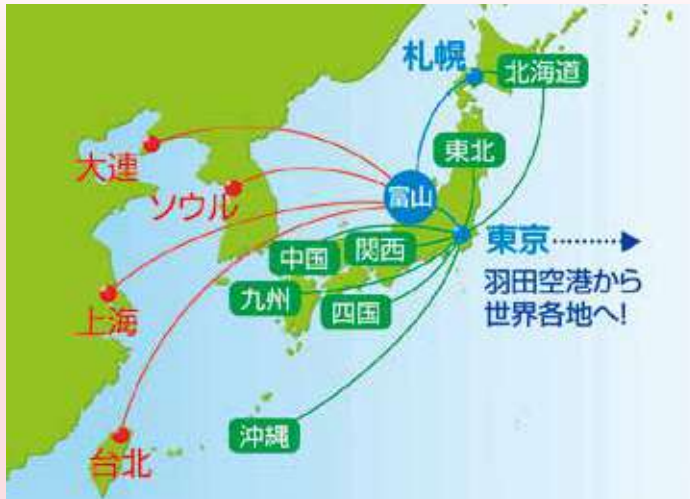 札幌
北海道
東北
大連
ソウル
富山
中国
関西
東京
九州
四国
羽田空港から
世界各地へ!
上海
沖縄
台北